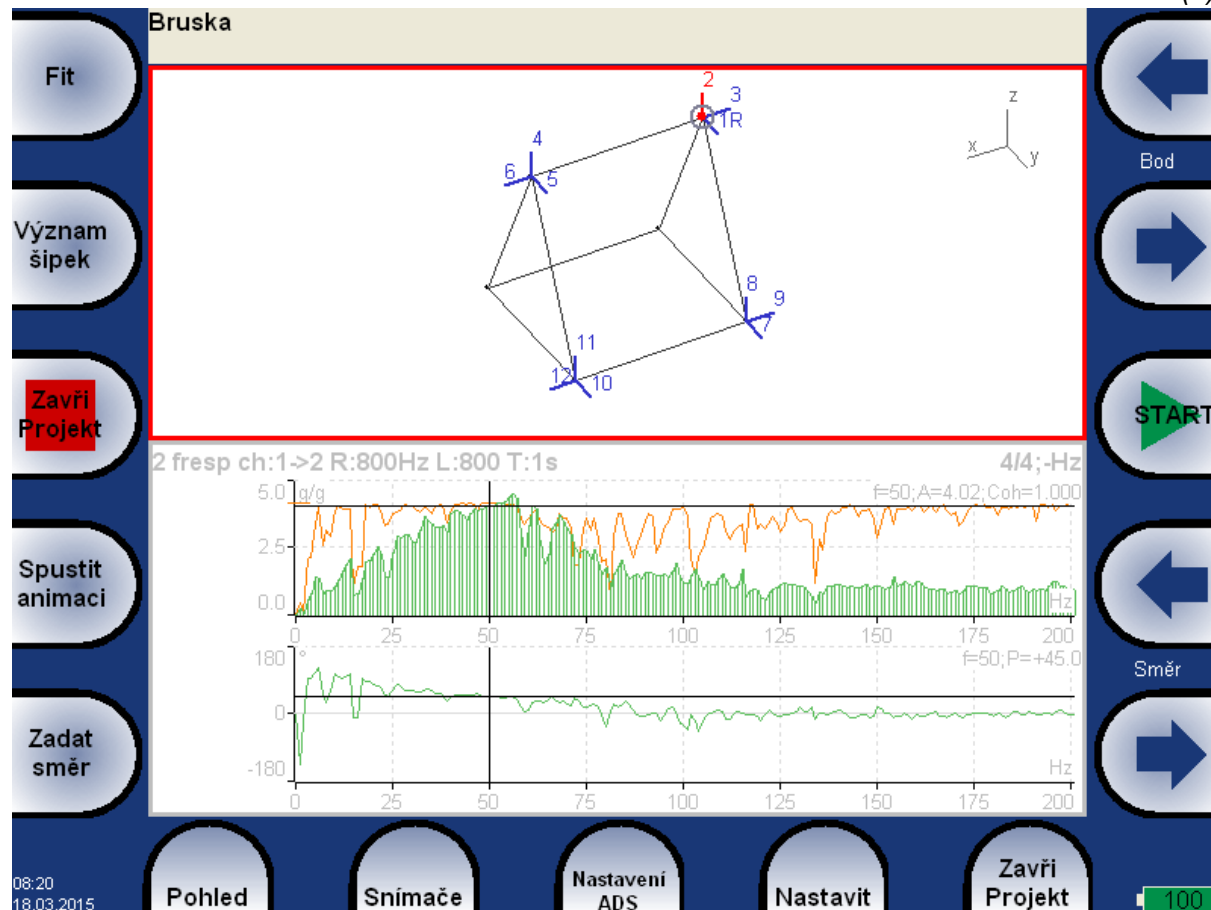 Bruska
Fit
Význam
šipek
Zavři
Projekt
Spustit
animaci
Zadat
směr
2
3
1R
4
6
5
8
9
7
11
12
10
z
x
y
Bod
START
Směr
2 fresp ch:1->2 R:800Hz L:800 T:1s
4/4;-Hz
5.0
g/g
f=50;A=4.02;Coh=1.000
2.5
0.0
Hz
0 25 50 75 100 125 150 175 200
180
°
f=50;P=+45.0
0
-180
Hz
0 25 50 75 100 125 150 175 200
08:20
18.03.2015
Pohled
Snímače
Nastavení
ADS
Nastavit
Zavři
Projekt
100